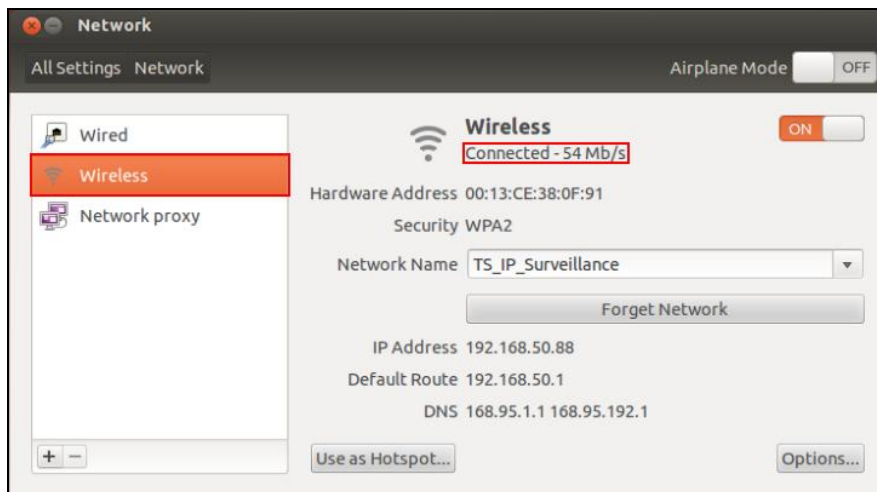 Network
All Settings Network
Airplane Mode OFF
Wired
Wireless
Network proxy
Wireless
Connected - 54 Mb/s
ON
Hardware Address 00:13:CE:38:0F:91
Security WPA2
Network Name TS_IP_Surveillance
Forget Network
IP Address 192.168.50.88
Default Route 192.168.50.1
DNS 168.95.1.1 168.95.192.1
+ -
Use as Hotspot...
Options...